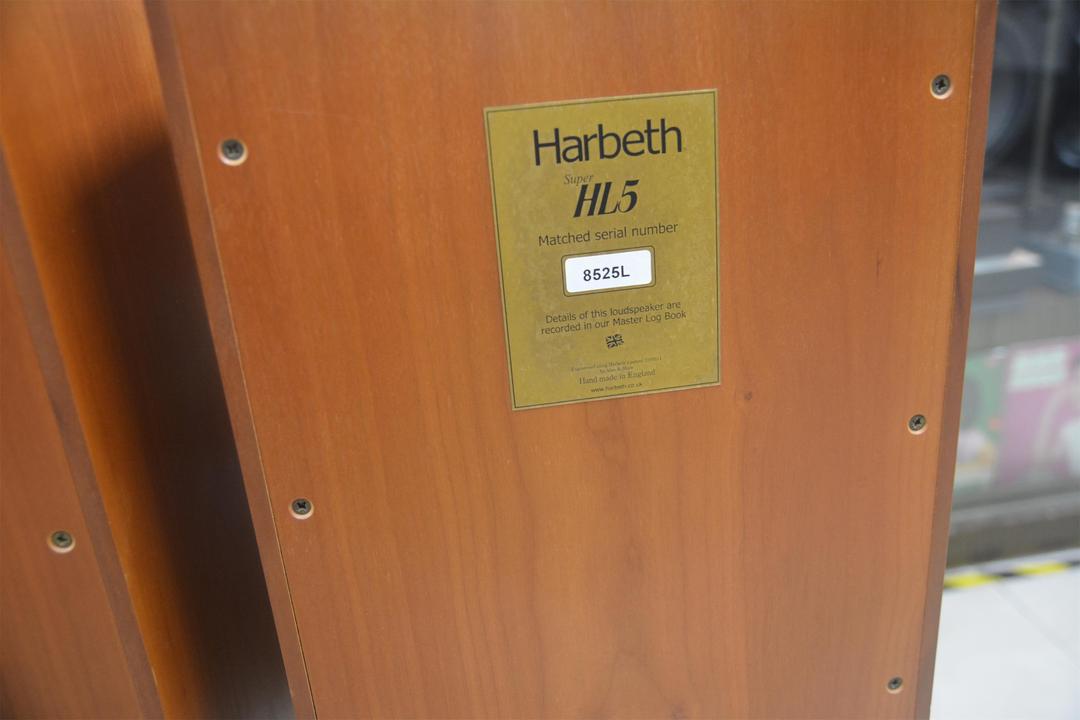 Harbeth
Super
HL5
Matched serial number
8525L
Details of this loudspeaker are
recorded in our Master Log Book
Hand made in England
www.harbeth.co.uk